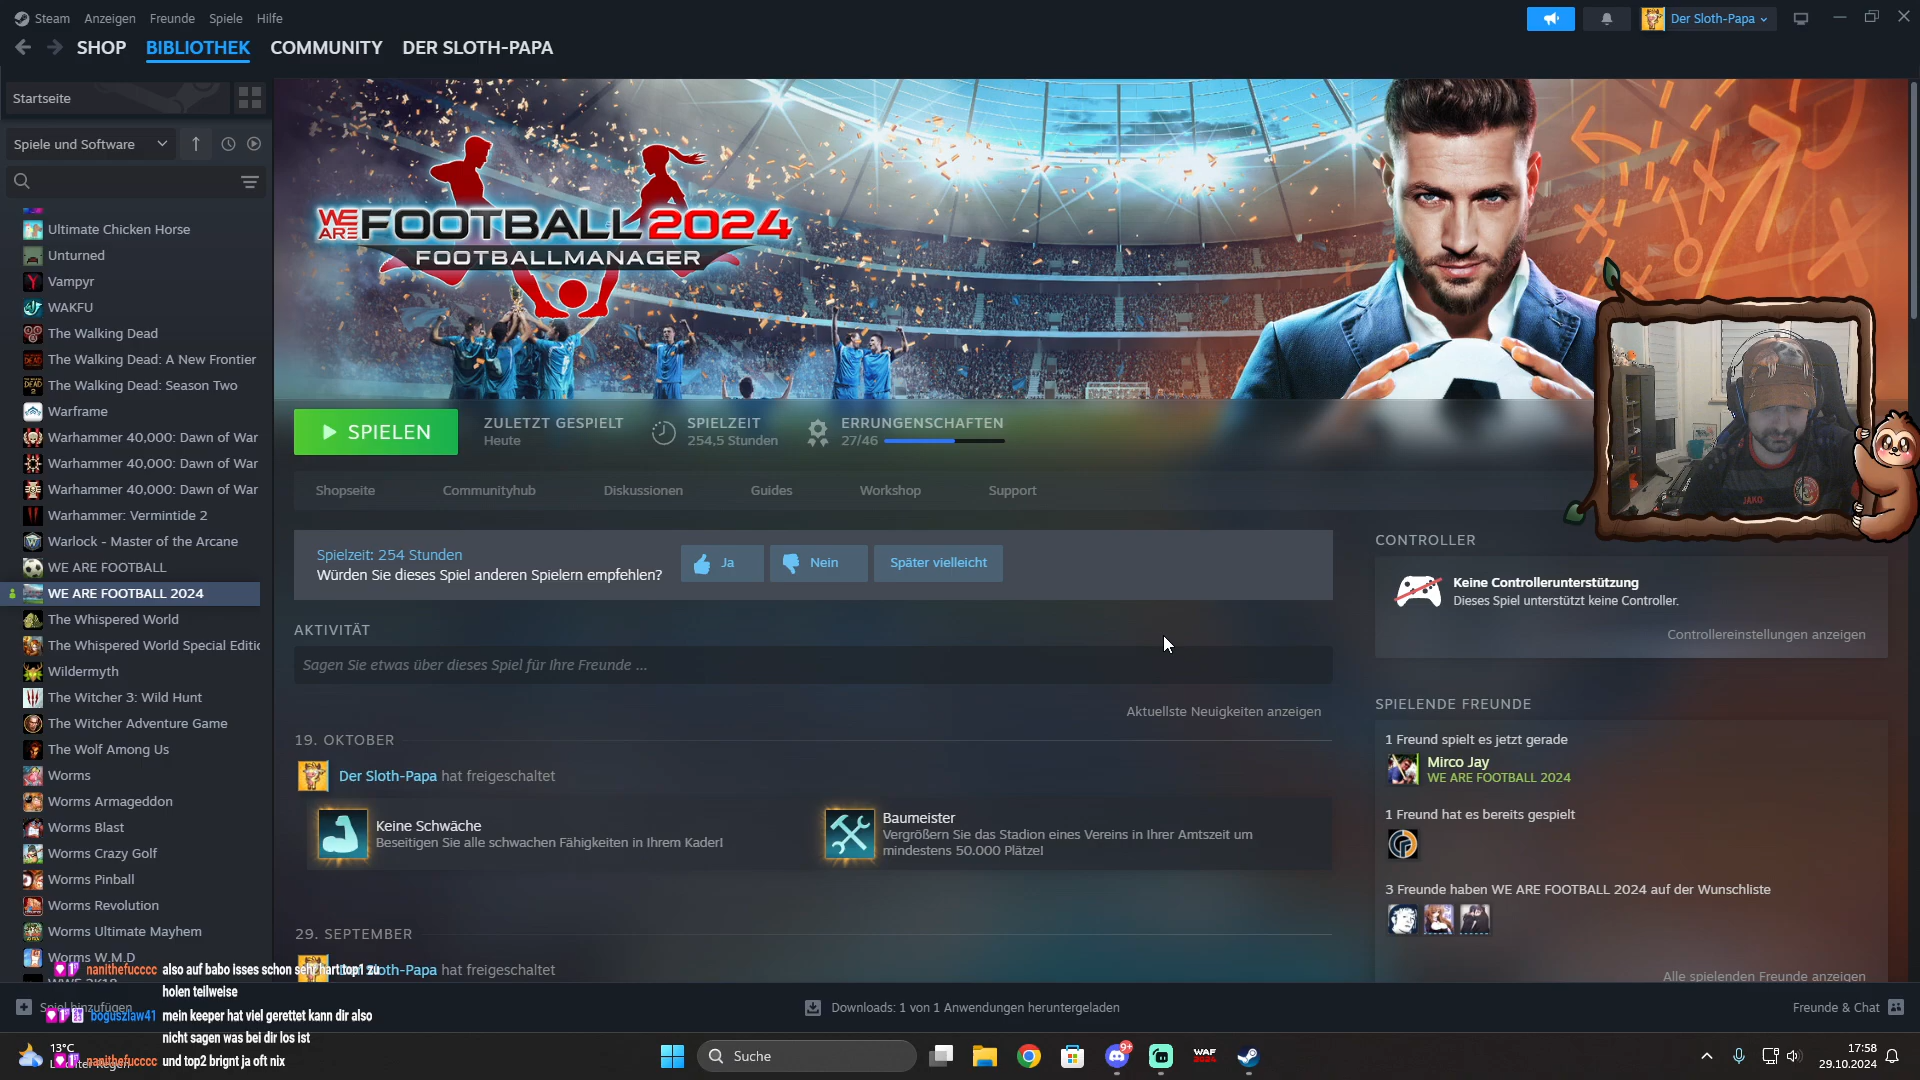 Steam Anzeigen Freunde Spiele Hilfe
Der Sloth-Papa
SHOP BIBLIOTHEK COMMUNITY DER SLOTH-PAPA
Startseite
Spiele und Software
Ultimate Chicken Horse
Unturned
Vampyr
WAKFU
The Walking Dead
The Walking Dead: A New Frontier
The Walking Dead: Season Two
Warframe
Warhammer 40,000: Dawn of War
Warhammer 40,000: Dawn of War
Warhammer 40,000: Dawn of War
Warhammer: Vermintide 2
Warlock - Master of the Arcane
WE ARE FOOTBALL
WE ARE FOOTBALL 2024
The Whispered World
The Whispered World Special Editic
Wildermyth
The Witcher 3: Wild Hunt
The Witcher Adventure Game
The Wolf Among Us
Worms
Worms Armageddon
Worms Blast
Worms Crazy Golf
Worms Pinball
Worms Revolution
Worms Ultimate Mayhem
Worms W.M.D
WE ARE FOOTBALL 2024
FOOTBALLMANAGER
JAKO
SPIELEN
ZULETZT GESPIELT
Heute
SPIELZEIT
254,5 Stunden
ERRUNGENSCHAFTEN
27/46
Shopseite Communityhub Diskussionen Guides Workshop Support
Spielzeit: 254 Stunden
Würden Sie dieses Spiel anderen Spielern empfehlen?
Ja
Nein
Später vielleicht
AKTIVITÄT
Sagen Sie etwas über dieses Spiel für Ihre Freunde ...
Aktuellste Neuigkeiten anzeigen
19. OKTOBER
Der Sloth-Papa hat freigeschaltet
Keine Schwäche
Beseitigen Sie alle schwachen Fähigkeiten in Ihrem Kader!
Baumeister
Vergrößern Sie das Stadion eines Vereins in Ihrer Amtszeit um
mindestens 50.000 Plätze!
29. SEPTEMBER
Der Sloth-Papa hat freigeschaltet
CONTROLLER
Keine Controllerunterstützung
Dieses Spiel unterstützt keine Controller.
Controllereinstellungen anzeigen
SPIELENDE FREUNDE
1 Freund spielt es jetzt gerade
Mirco Jay
WE ARE FOOTBALL 2024
1 Freund hat es bereits gespielt
3 Freunde haben WE ARE FOOTBALL 2024 auf der Wunschliste
Alle spielenden Freunde anzeigen
nanithefucccc also auf babo isses schon sehr hart top1 zu
holen teilweise
boguszlaw41 mein keeper hat viel gerettet kann dir also
nicht sagen was bei dir los ist
nanithefucccc und top2 brignt ja oft nix
Spiel hinzufügen
Downloads: 1 von 1 Anwendungen heruntergeladen
Freunde & Chat
13°C
Suche
9+
WAF
2024
17:58
29.10.2024